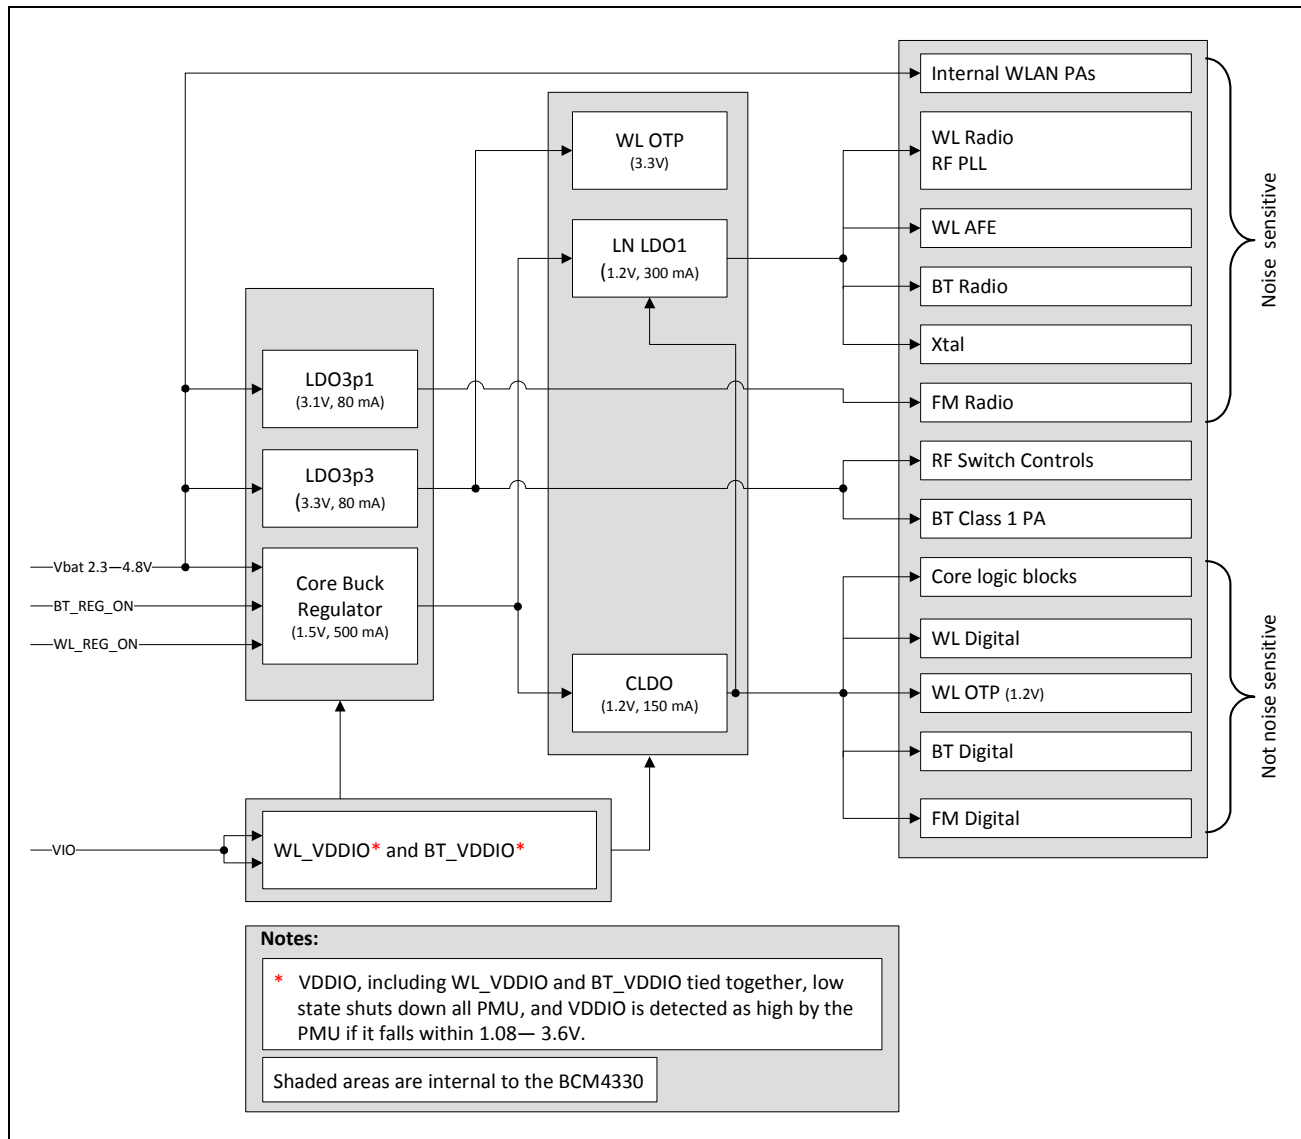 Internal WLAN PAs
WL OTP
(3.3V)
WL Radio
RF PLL
WL AFE
LN LDO1
(1.2V, 300 mA)
BT Radio
Xtal
Noise sensitive
LDO3p1
(3.1V, 80 mA)
FM Radio
RF Switch Controls
LDO3p3
(3.3V, 80 mA)
BT Class 1 PA
Vbat 2.3—4.8V
BT_REG_ON
WL_REG_ON
Core Buck
Regulator
(1.5V, 500 mA)
Core logic blocks
WL Digital
CLDO
(1.2V, 150 mA)
WL OTP (1.2V)
BT Digital
FM Digital
Not noise sensitive
VIO
WL_VDDIO* and BT_VDDIO*
Notes:
* VDDIO, including WL_VDDIO and BT_VDDIO tied together, low
state shuts down all PMU, and VDDIO is detected as high by the
PMU if it falls within 1.08— 3.6V.
Shaded areas are internal to the BCM4330